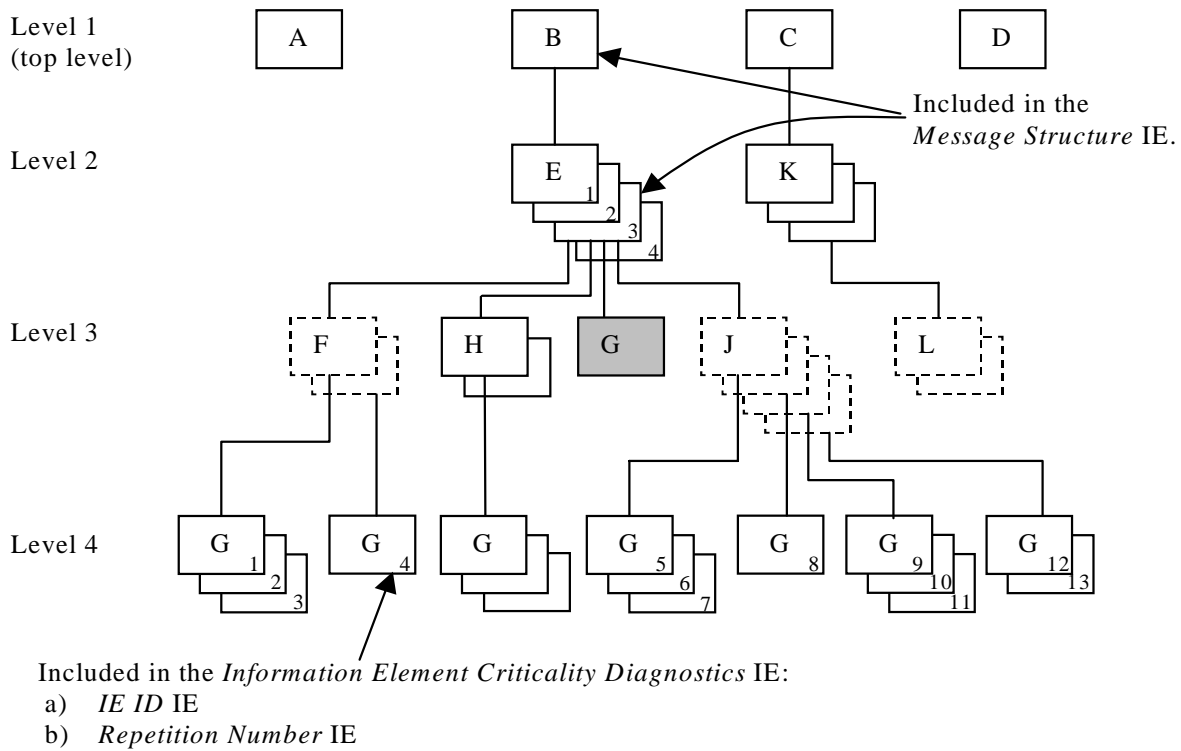 Level 1
(top level)
A
B
C
D
Included in the
Message Structure IE.
Level 2
E
1
2
3
4
K
Level 3
F
H
G
J
L
Level 4
G
1
2
3
G
4
G
G
5
6
7
G
8
G
9
10
11
G
12
13
Included in the Information Element Criticality Diagnostics IE:
a) IE ID IE
b) Repetition Number IE